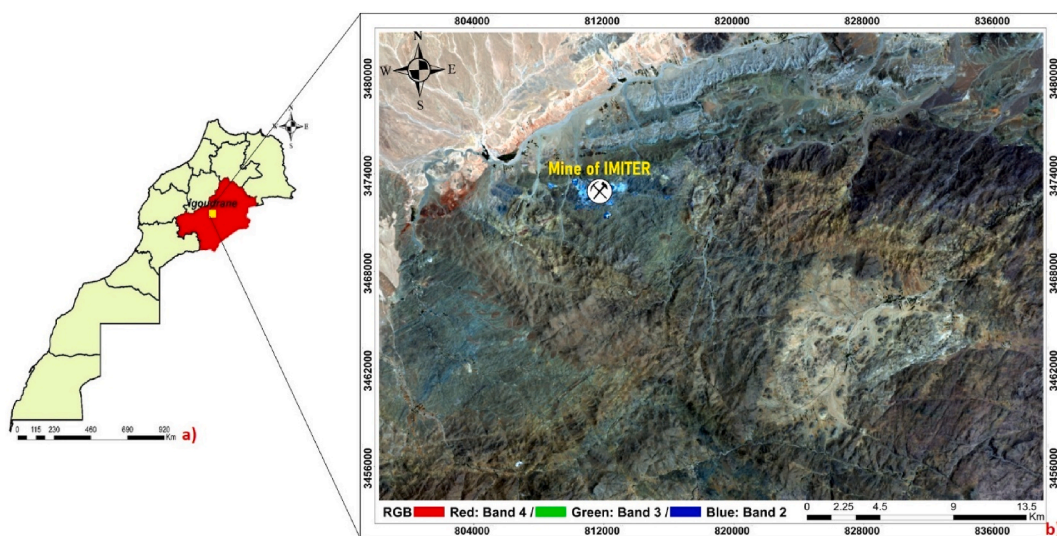 N
W E
Igoudrane
0 115 230 460 690 920
Km
a)
804000 812000 820000 828000 836000
N
W E
S
3480000 3480000
Mine of IMITER
3474000 3474000
3468000 3468000
3462000 3462000
3456000 3456000
RGB Red: Band 4 / Green: Band 3 / Blue: Band 2
0 2.25 4.5 9 13.5
Km
804000 812000 820000 828000 836000
b)